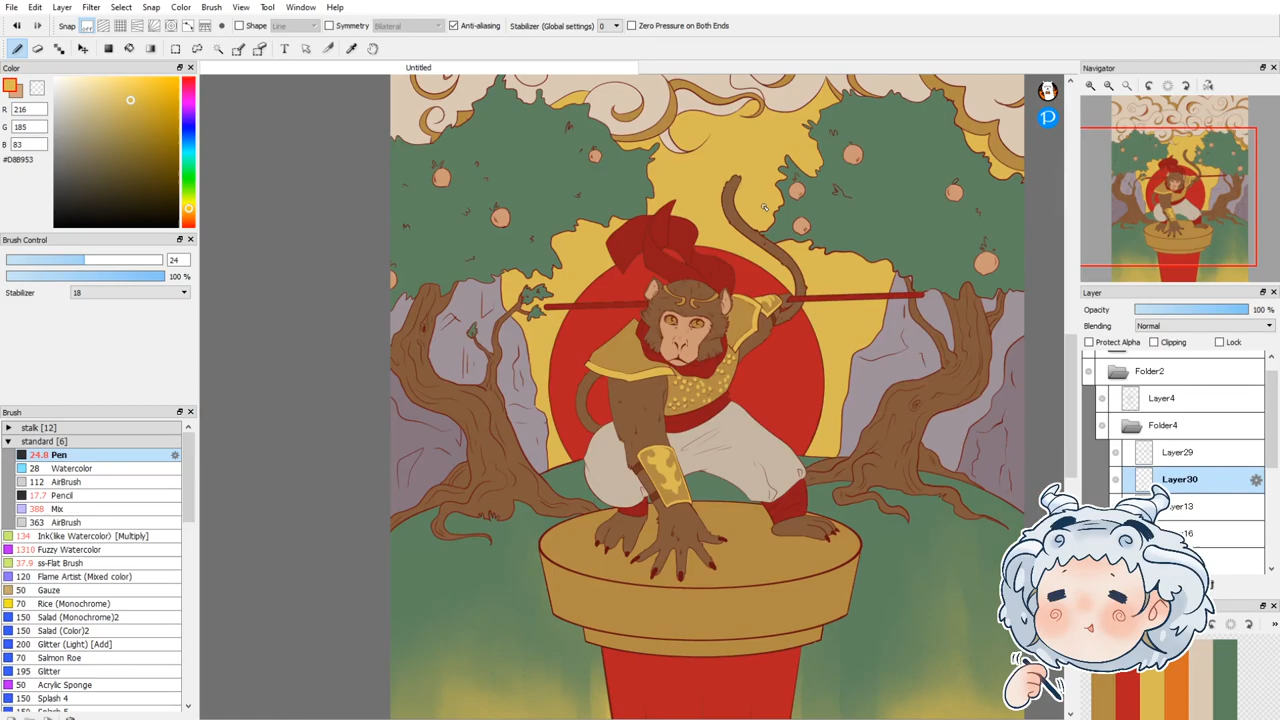 File Edit Layer Filter Select Snap Color Brush View Tool Window Help
Snap off Shape Line Symmetry Bilateral Anti-aliasing Stabilizer (Global settings) 0 Zero Pressure on Both Ends
Color
Untitled
Navigator
R 216
G 185
B 83
#D8B953
Brush Control
24
100 %
Stabilizer 18
Layer
Opacity 100 %
Blending Normal
Protect Alpha Clipping Lock
Folder2
Layer4
Folder4
Layer29
Layer30
yer13
16
Brush
stalk [12]
standard [6]
24.8 Pen
28 Watercolor
112 AirBrush
17.7 Pencil
388 Mix
363 AirBrush
134 Ink(like Watercolor) [Multiply]
1310 Fuzzy Watercolor
37.9 ss-Flat Brush
120 Flame Artist (Mixed color)
50 Gauze
70 Rice (Monochrome)
150 Salad (Monochrome)2
150 Salad (Color)2
200 Glitter (Light) [Add]
70 Salmon Roe
195 Glitter
50 Acrylic Sponge
150 Splash 4
150 Splash 5